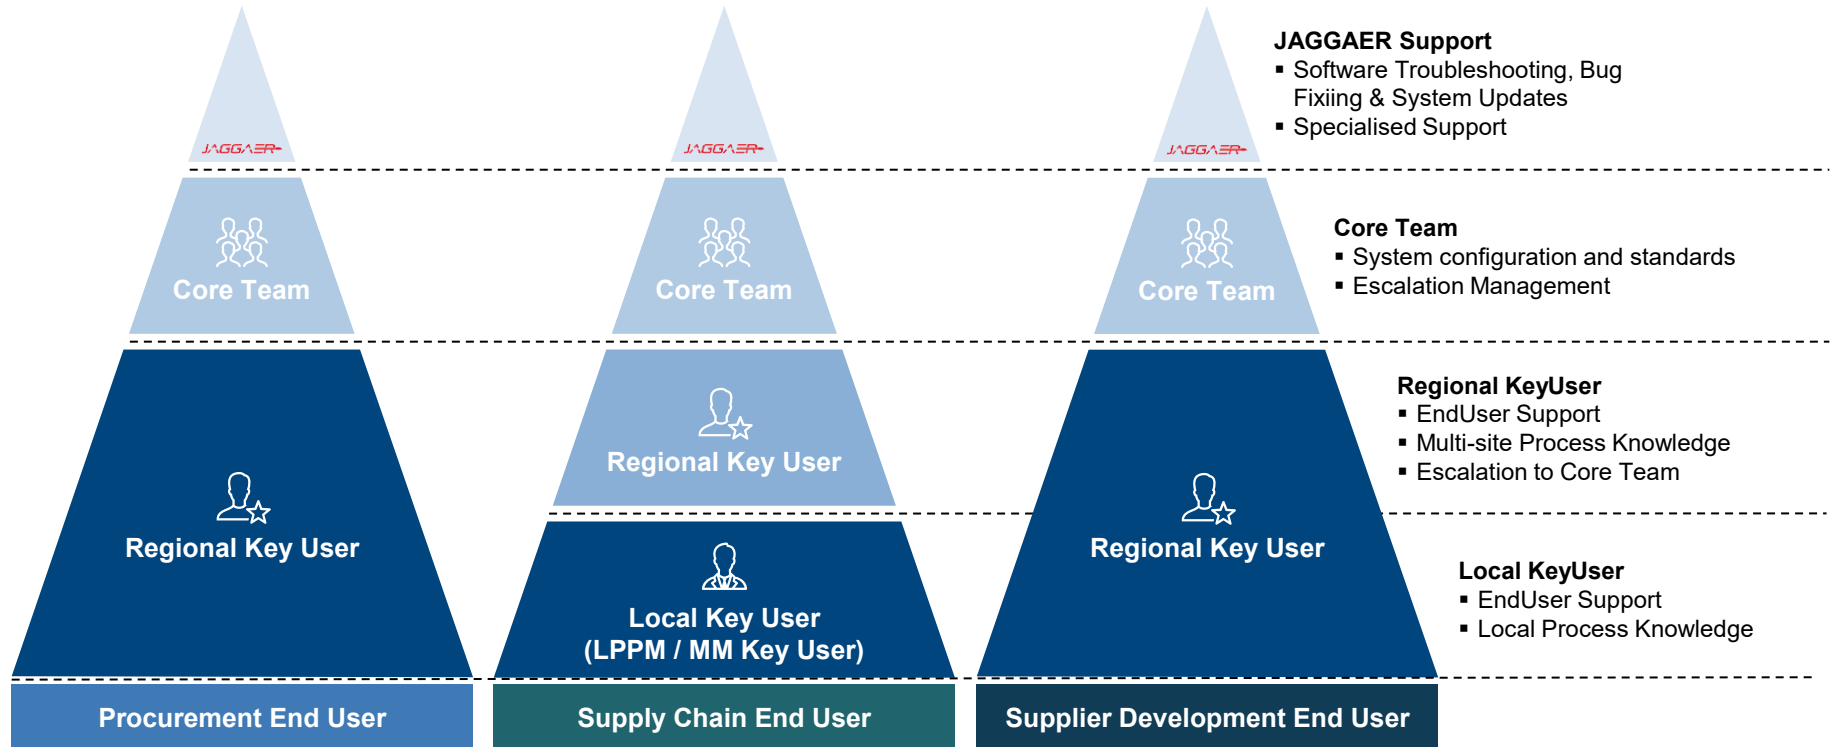 JAGGAER
JAGGAER
JAGGAER
JAGGAER Support
▪ Software Troubleshooting, Bug
Fixiing & System Updates
▪ Specialised Support
Core Team
Core Team
Core Team
Core Team
▪ System configuration and standards
▪ Escalation Management
Regional Key User
Regional Key User
Regional Key User
Regional KeyUser
▪ EndUser Support
▪ Multi-site Process Knowledge
▪ Escalation to Core Team
Local Key User
(LPPM / MM Key User)
Local KeyUser
▪ EndUser Support
▪ Local Process Knowledge
Procurement End User
Supply Chain End User
Supplier Development End User